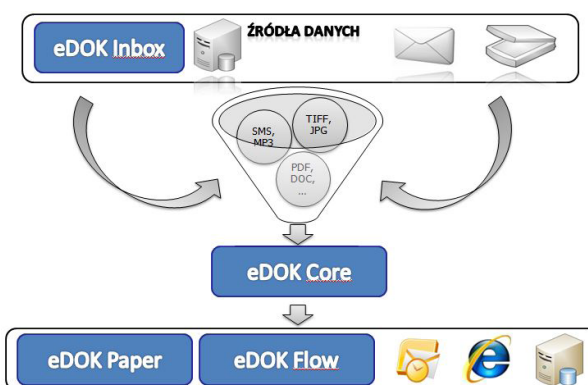 eDOK Inbox
ŹRÓDŁA DANYCH
SMS,
MP3
TIFF,
JPG
PDF,
DOC,
...
eDOK Core
eDOK Paper
eDOK Flow